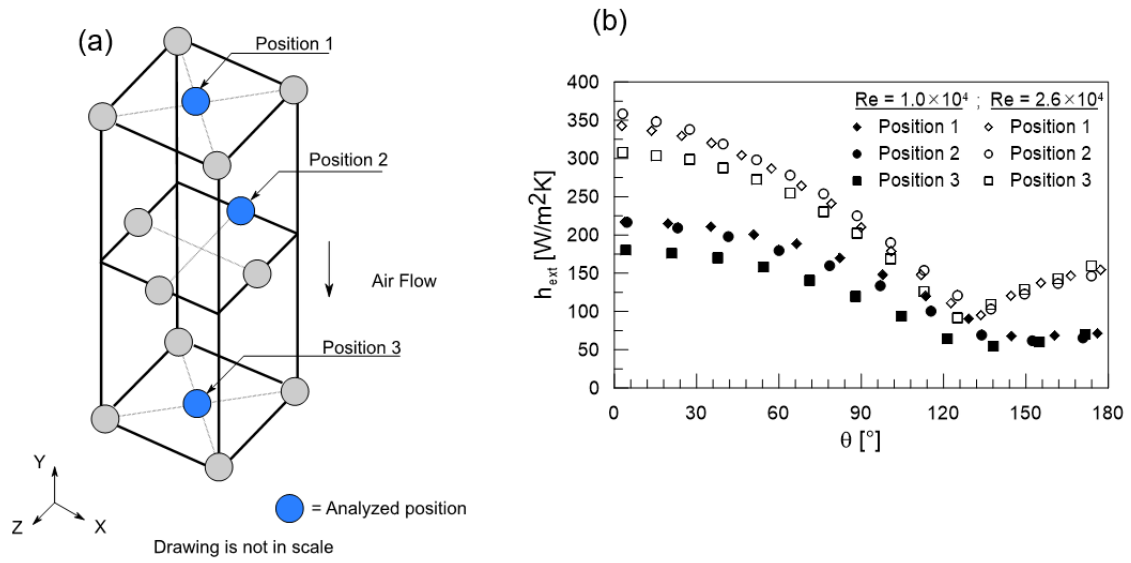 (a)
Position 1
Position 2
Air Flow
Position 3
Y
Z
X
= Analyzed position
Drawing is not in scale
(b)
400
350
300
250
200
150
100
50
0
h_ext [W/m²K]
Re = 1.0×10⁴ ; Re = 2.6×10⁴
Position 1 Position 1
Position 2 Position 2
Position 3 Position 3
0 30 60 90 120 150 180
θ [°]